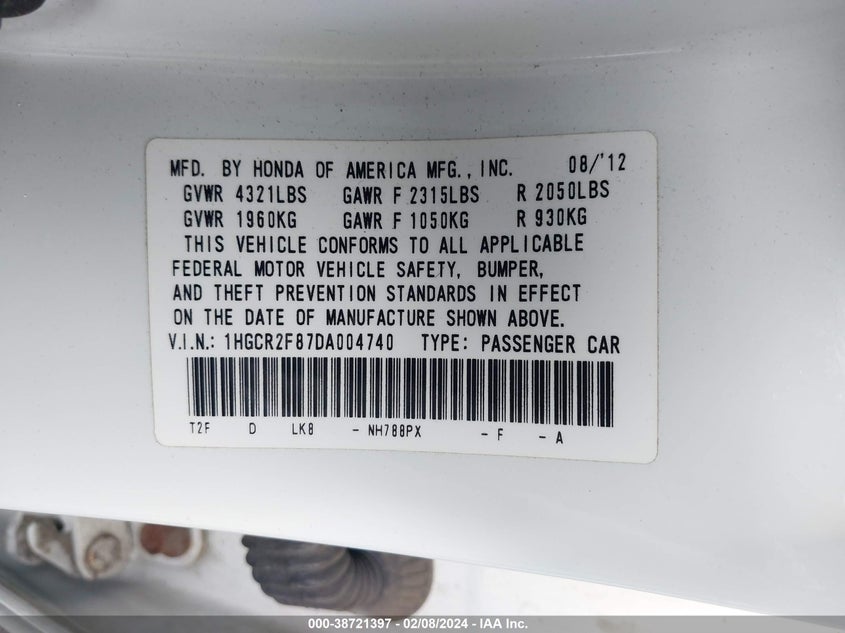 MFD. BY HONDA OF AMERICA MFG., INC. 08/'12
GVWR 4321LBS GAWR F 2315LBS R 2050LBS
GVWR 1960KG GAWR F 1050KG R 930KG
THIS VEHICLE CONFORMS TO ALL APPLICABLE
FEDERAL MOTOR VEHICLE SAFETY, BUMPER,
AND THEFT PREVENTION STANDARDS IN EFFECT
ON THE DATE OF MANUFACTURE SHOWN ABOVE.
V.I.N.: 1HGCR2F87DA004740 TYPE: PASSENGER CAR
T2F D LK8 - NH788PX - F - A
000-38721397 - 02/08/2024 - IAA Inc.